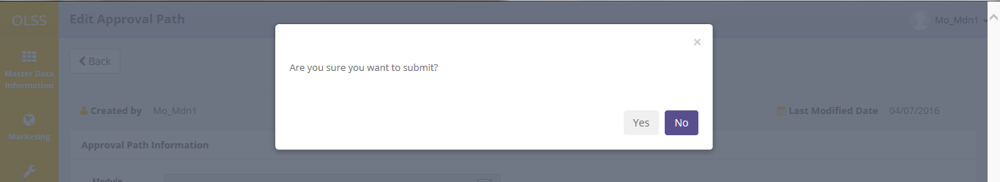 OLSS
Edit Approval Path
Mo_Mdn1
×
Back
Are you sure you want to submit?
Master Data
Information
Created by Mo_Mdn1
Last Modified Date 04/07/2016
Yes No
Marketing
Approval Path Information
Module